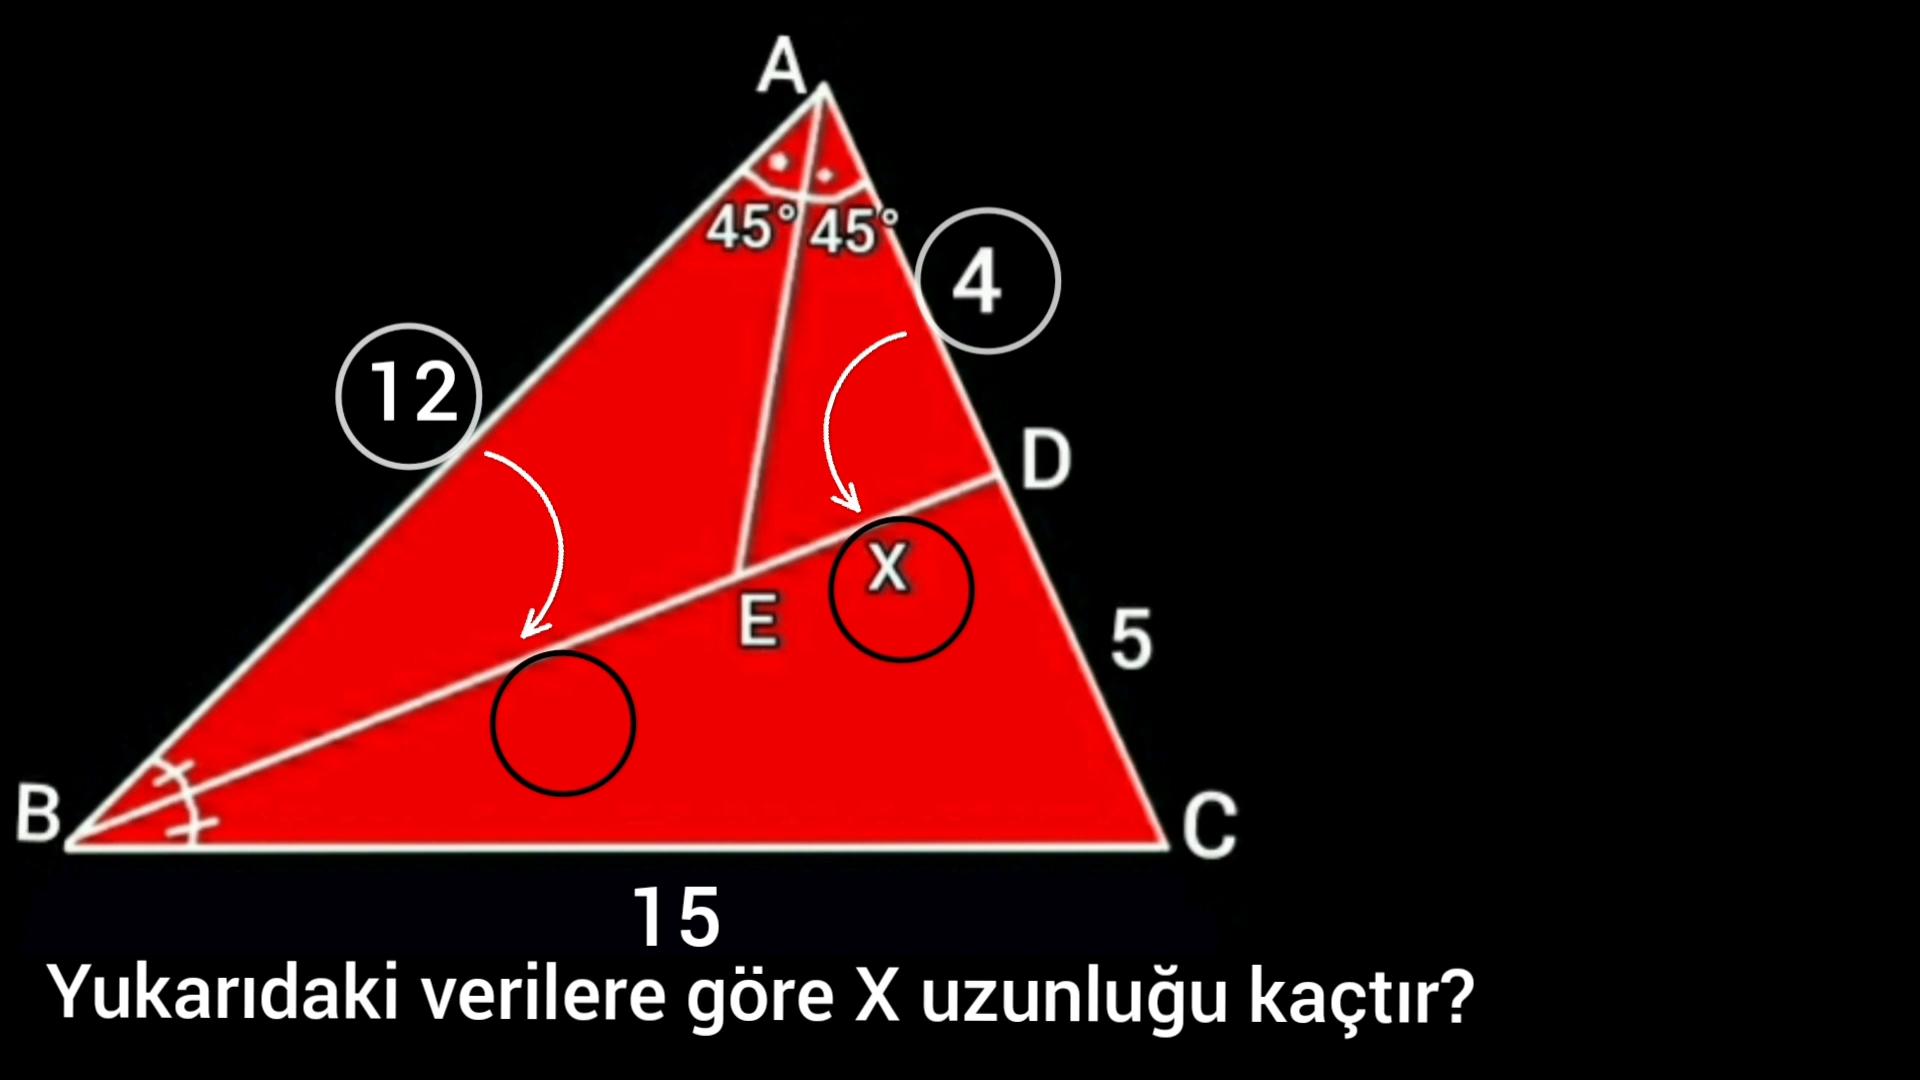 A
45° 45°
4
12
D
X
E
5
B
C
15
Yukarıdaki verilere göre X uzunluğu kaçtır?